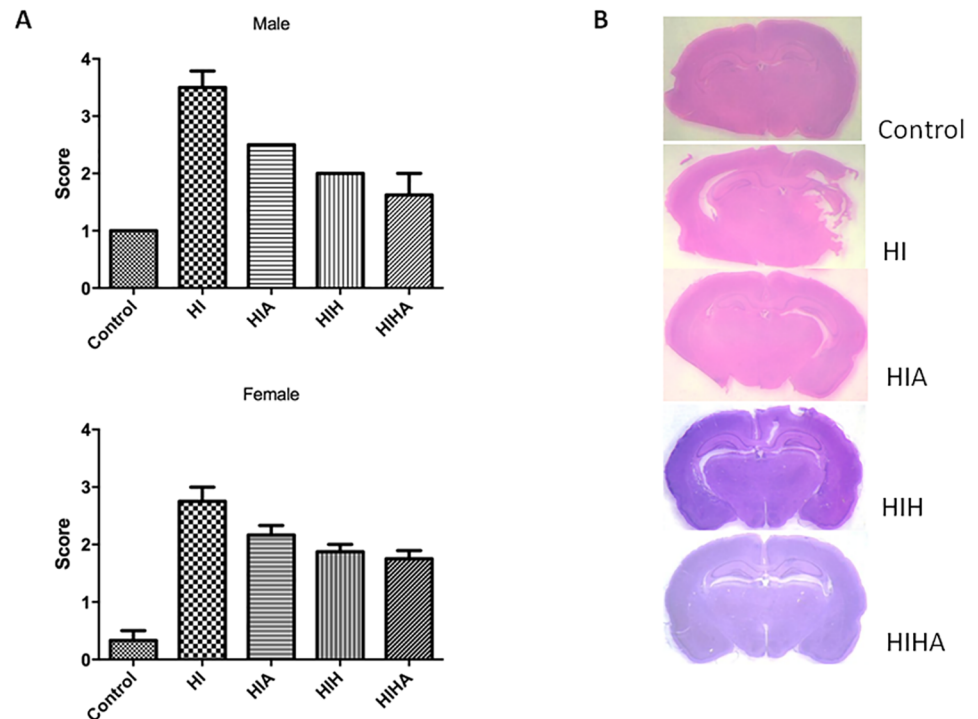 A
Male
4
3
2
1
0
Score
Control
HI
HIA
HIH
HIHA
Female
4
3
2
1
0
Score
Control
HI
HIA
HIH
HIHA
B
Control
HI
HIA
HIH
HIHA